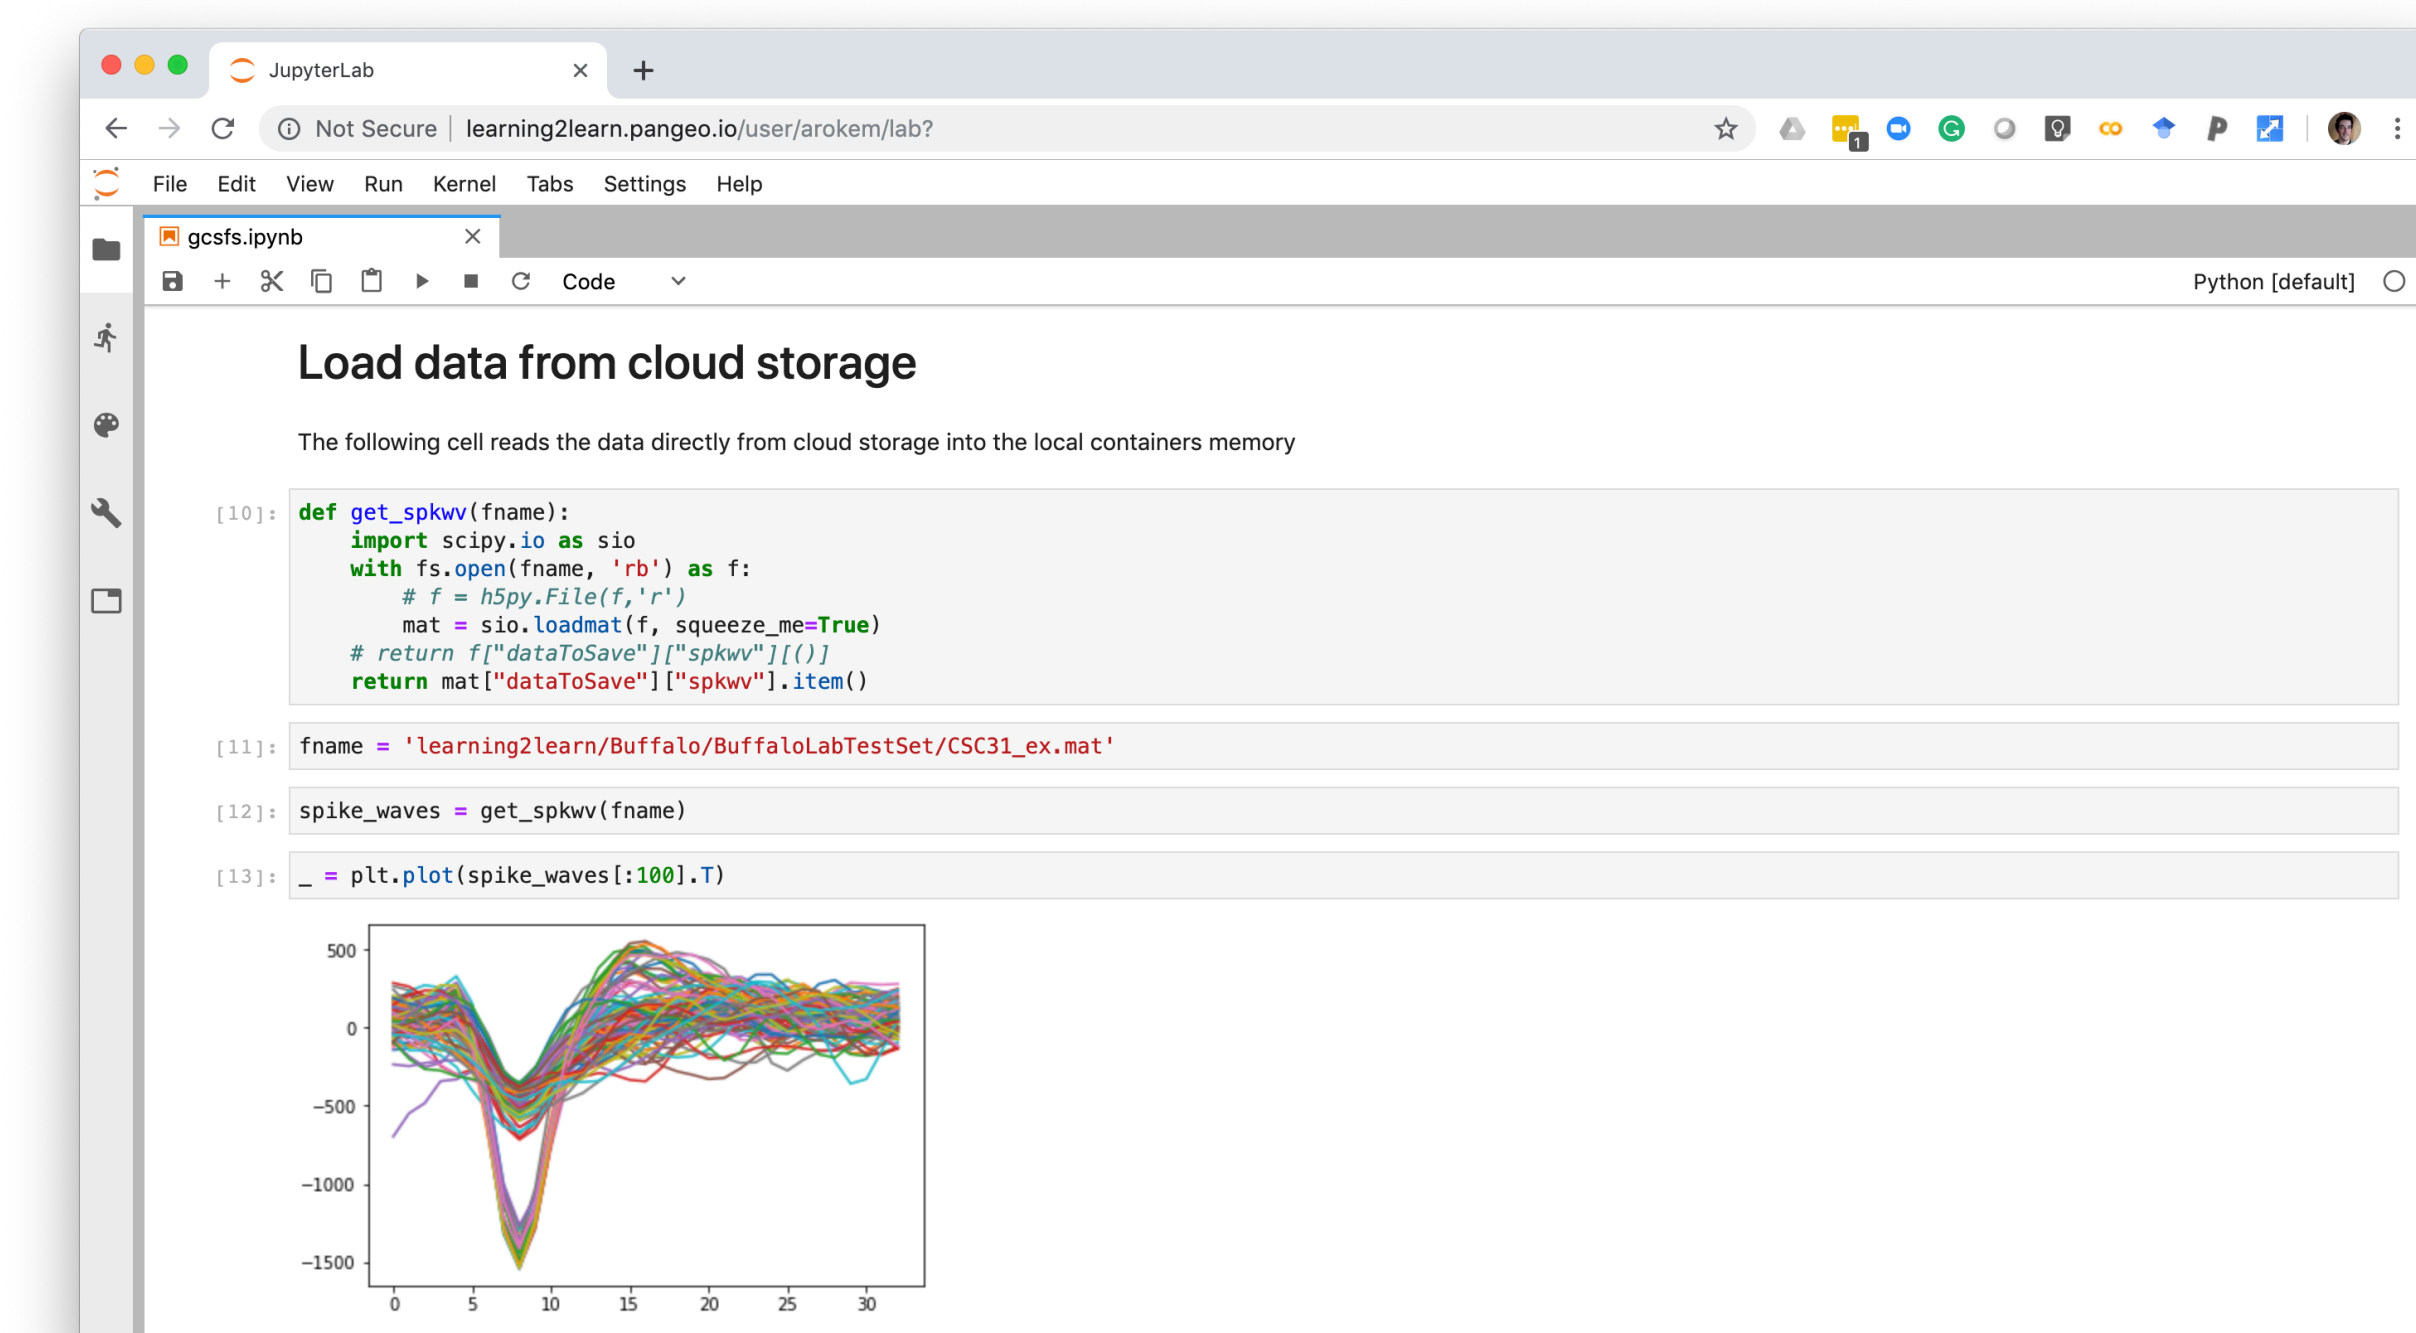 JupyterLab
Not Secure learning2learn.pangeo.io/user/arokem/lab?
1
File Edit View Run Kernel Tabs Settings Help
gcsfs.ipynb
Code Python [default]
Load data from cloud storage
The following cell reads the data directly from cloud storage into the local containers memory
[10]: def get_spkwv(fname):
    import scipy.io as sio
    with fs.open(fname, 'rb') as f:
        # f = h5py.File(f,'r')
        mat = sio.loadmat(f, squeeze_me=True)
    # return f["dataToSave"]["spkwv"][()]
    return mat["dataToSave"]["spkwv"].item()
[11]: fname = 'learning2learn/Buffalo/BuffaloLabTestSet/CSC31_ex.mat'
[12]: spike_waves = get_spkwv(fname)
[13]: _ = plt.plot(spike_waves[:100].T)
500
0
−500
−1000
−1500
0 5 10 15 20 25 30